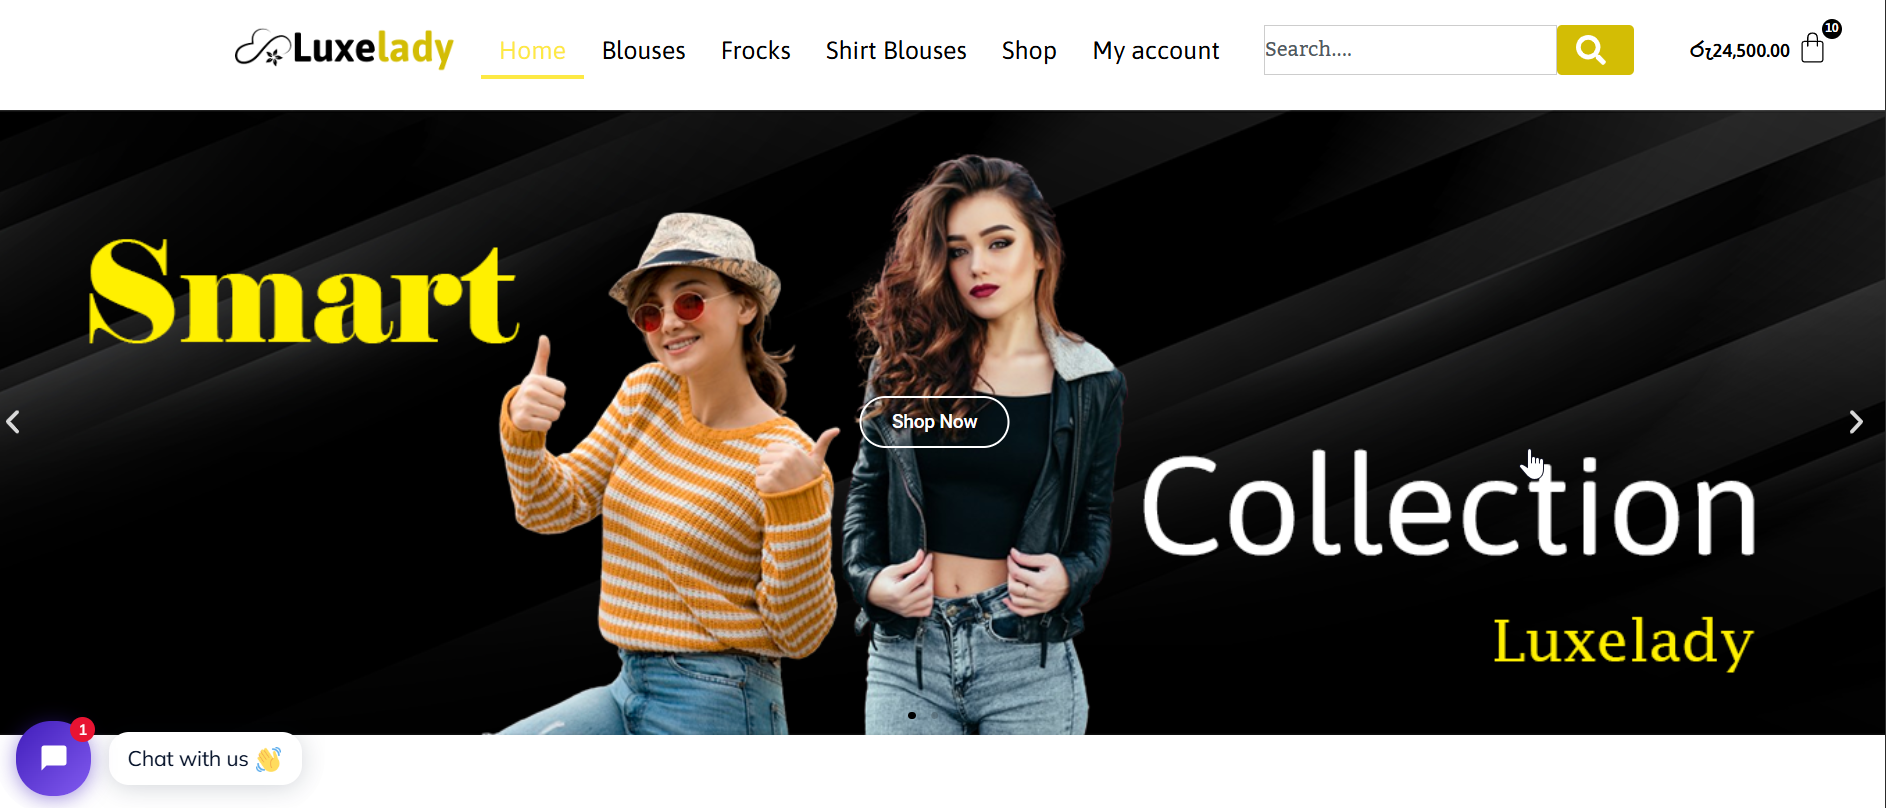 Luxelady
Home Blouses Frocks Shirt Blouses Shop My account
Search....
රු24,500.00
10
Smart
Shop Now
Collection
Luxelady
1
Chat with us 👋